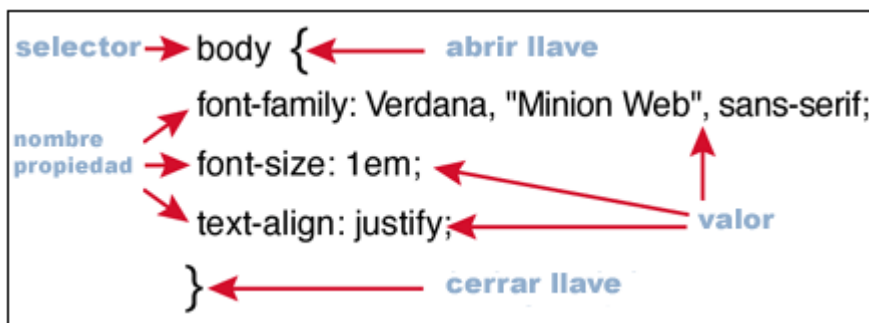 selector body { abrir llave
font-family: Verdana, "Minion Web", sans-serif;
nombre
propiedad
font-size: 1em;
text-align: justify;
valor
} cerrar llave